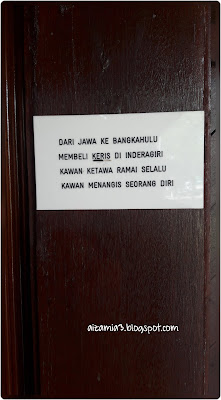 DARI JAWA KE BANGKAHULU
MEMBELI KERIS DI INDERAGIRI
KAWAN KETAWA RAMAI SELALU
KAWAN MENANGIS SEORANG DIRI
aizamia3.blogspot.com